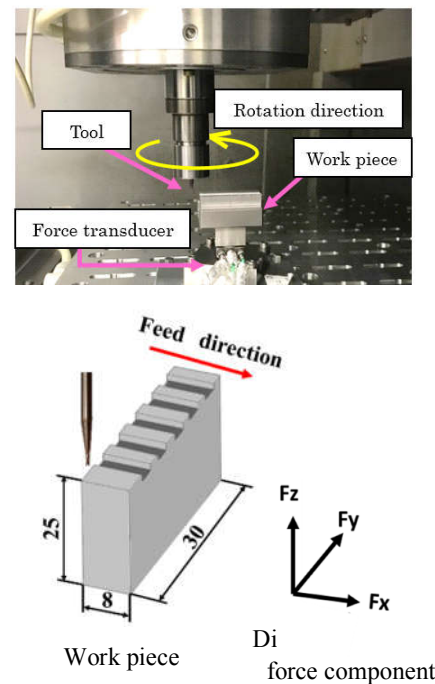 Rotation direction
Tool
Work piece
Force transducer
Feed direction
25
8
30
Fz
Fy
Fx
Work piece
Di
force component